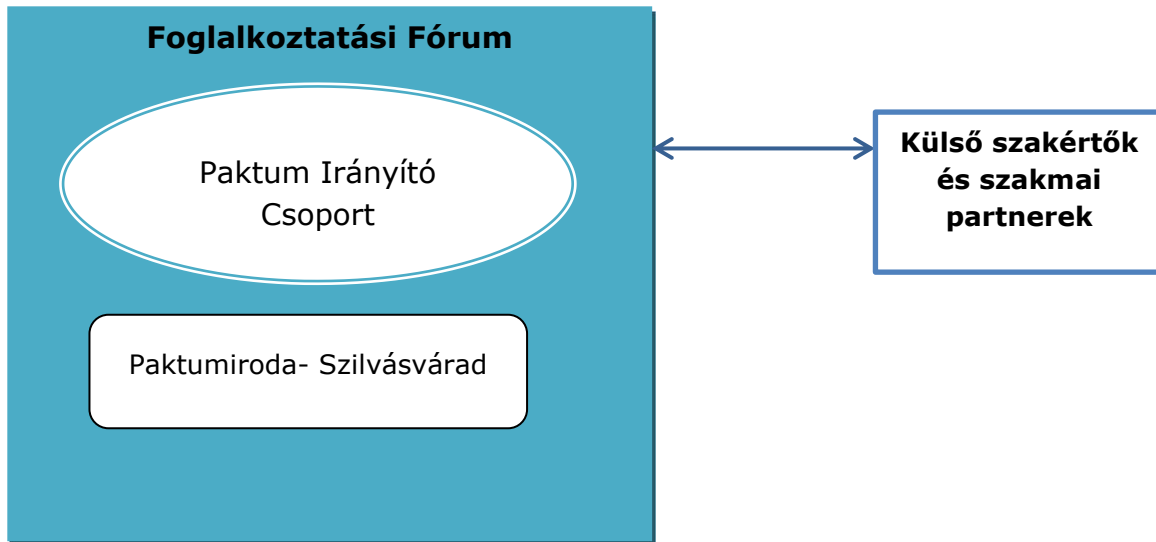 Foglalkoztatási Fórum
Paktum Irányító
Csoport
Paktumiroda- Szilvásvárad
Külső szakértők
és szakmai
partnerek